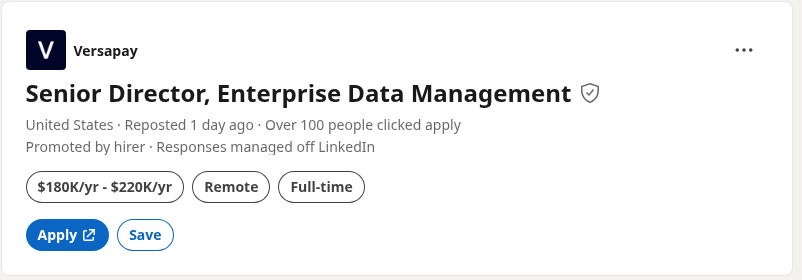 V Versapay
Senior Director, Enterprise Data Management
United States · Reposted 1 day ago · Over 100 people clicked apply
Promoted by hirer · Responses managed off LinkedIn
$180K/yr - $220K/yr Remote Full-time
Apply Save